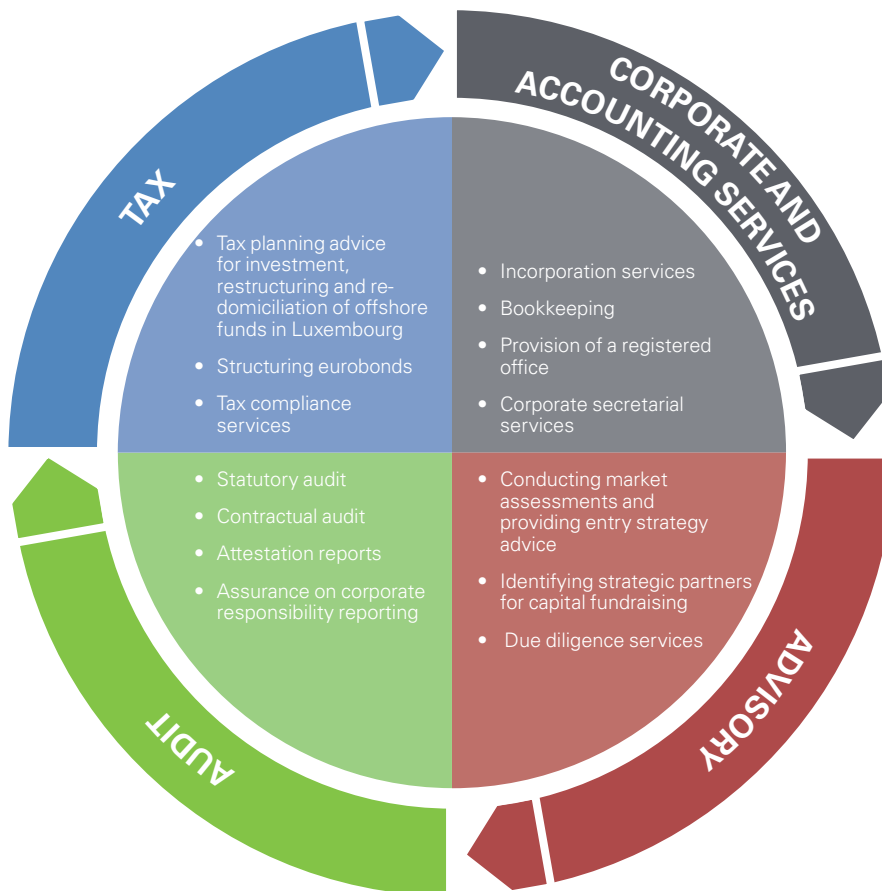 TAX
• Tax planning advice
for investment,
restructuring and re-
domiciliation of offshore
funds in Luxembourg
• Structuring eurobonds
• Tax compliance
services
CORPORATE AND
ACCOUNTING SERVICES
• Incorporation services
• Bookkeeping
• Provision of a registered
office
• Corporate secretarial
services
AUDIT
• Statutory audit
• Contractual audit
• Attestation reports
• Assurance on corporate
responsibility reporting
ADVISORY
• Conducting market
assessments and
providing entry strategy
advice
• Identifying strategic partners
for capital fundraising
• Due diligence services